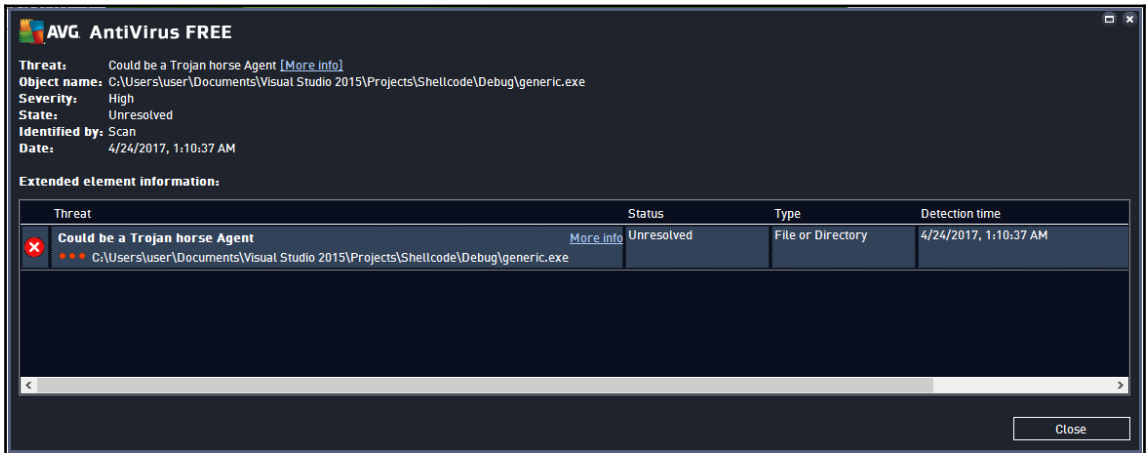 AVG. AntiVirus FREE
Threat: Could be a Trojan horse Agent [More info]
Object name: C:\Users\user\Documents\Visual Studio 2015\Projects\Shellcode\Debug\generic.exe
Severity: High
State: Unresolved
Identified by: Scan
Date: 4/24/2017, 1:10:37 AM
Extended element information:
Threat Status Type Detection time
Could be a Trojan horse Agent More info Unresolved File or Directory 4/24/2017, 1:10:37 AM
C:\Users\user\Documents\Visual Studio 2015\Projects\Shellcode\Debug\generic.exe
Close